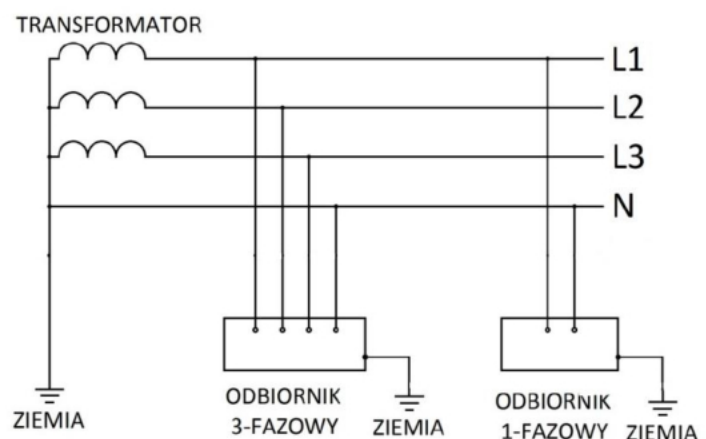 TRANSFORMATOR
L1
L2
L3
N
ZIEMIA
ODBIORNIK
3-FAZOWY
ZIEMIA
ODBIORNIK
1-FAZOWY
ZIEMIA